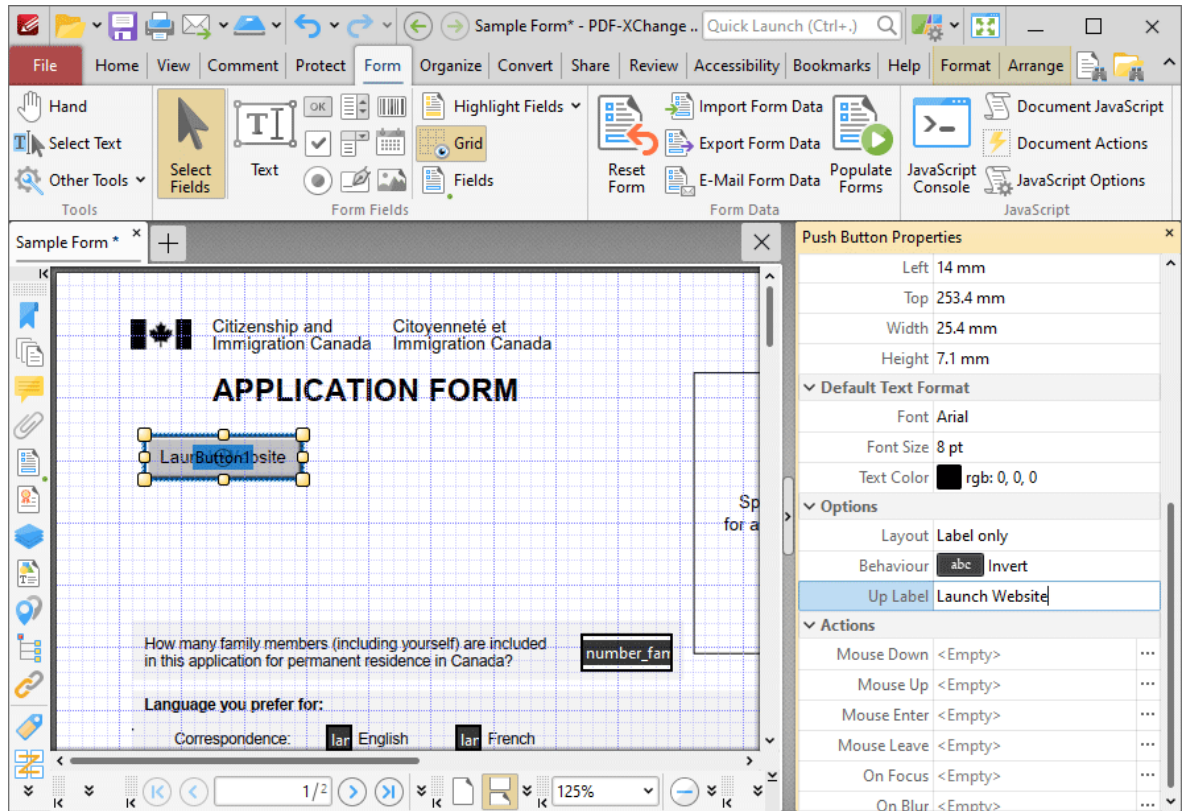 Sample Form* - PDF-XChange .. Quick Launch (Ctrl+.)
File Home View Comment Protect Form Organize Convert Share Review Accessibility Bookmarks Help Format Arrange
Hand
Select Text
Other Tools
Tools
Select Fields
Text
OK
Highlight Fields
Grid
Fields
Form Fields
Reset Form
Import Form Data
Export Form Data
E-Mail Form Data
Populate Forms
Form Data
JavaScript Console
Document JavaScript
Document Actions
JavaScript Options
JavaScript
Sample Form *
Citizenship and Immigration Canada
Citoyenneté et Immigration Canada
APPLICATION FORM
Button1
Sp
for a
How many family members (including yourself) are included
in this application for permanent residence in Canada?
number_fam
Language you prefer for:
Correspondence: lar English lar French
1/2
125%
Push Button Properties
Left 14 mm
Top 253.4 mm
Width 25.4 mm
Height 7.1 mm
Default Text Format
Font Arial
Font Size 8 pt
Text Color rgb: 0, 0, 0
Options
Layout Label only
Behaviour abc Invert
Up Label Launch Website
Actions
Mouse Down <Empty>
Mouse Up <Empty>
Mouse Enter <Empty>
Mouse Leave <Empty>
On Focus <Empty>
On Blur <Empty>